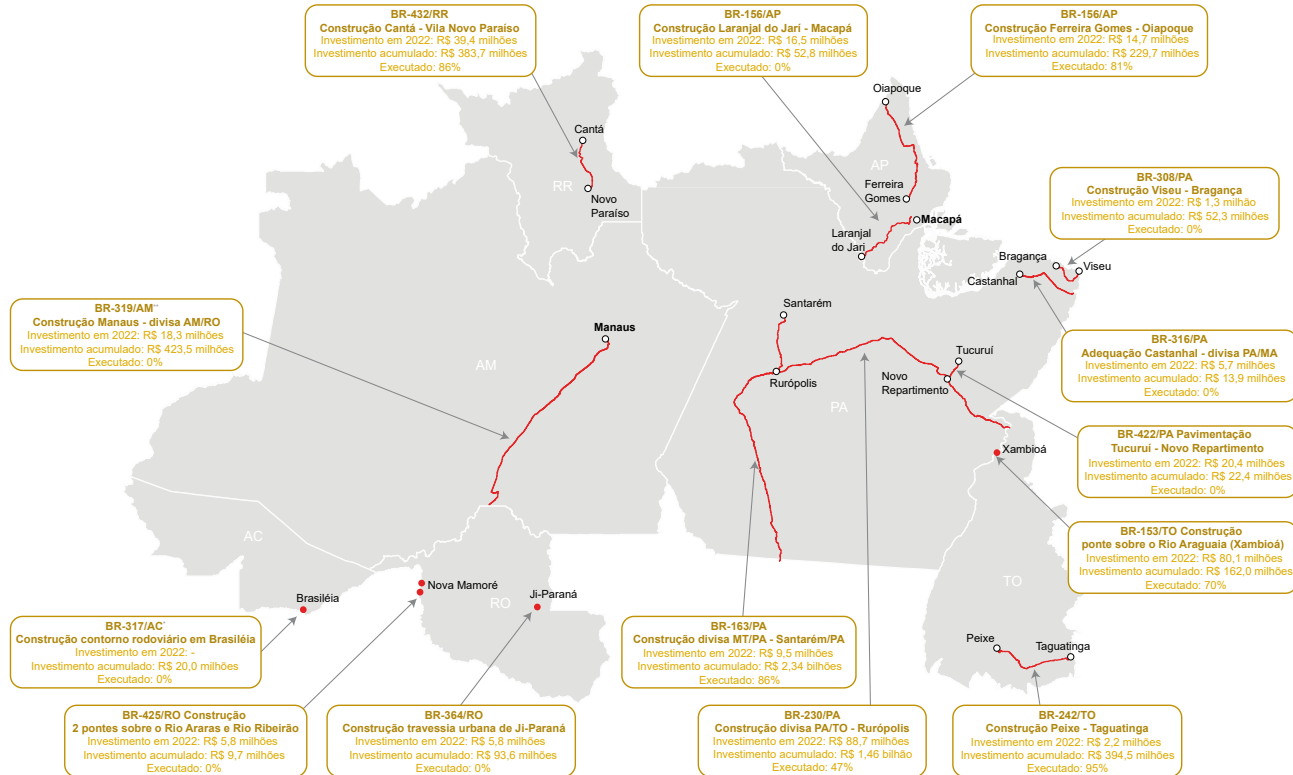 BR-432/RR
Construção Cantá - Vila Novo Paraíso
Investimento em 2022: R$ 39,4 milhões
Investimento acumulado: R$ 383,7 milhões
Executado: 86%
BR-156/AP
Construção Laranjal do Jarí - Macapá
Investimento em 2022: R$ 16,5 milhões
Investimento acumulado: R$ 52,8 milhões
Executado: 0%
BR-156/AP
Construção Ferreira Gomes - Oiapoque
Investimento em 2022: R$ 14,7 milhões
Investimento acumulado: R$ 229,7 milhões
Executado: 81%
Oiapoque
Cantá
AP
RR
Ferreira
Gomes
Novo
Paraíso
Macapá
Laranjal
do Jari
BR-308/PA
Construção Viseu - Bragança
Investimento em 2022: R$ 1,3 milhão
Investimento acumulado: R$ 52,3 milhões
Executado: 0%
Bragança
Viseu
Castanhal
BR-319/AM**
Construção Manaus - divisa AM/RO
Investimento em 2022: R$ 18,3 milhões
Investimento acumulado: R$ 423,5 milhões
Executado: 0%
Manaus
AM
Santarém
Rurópolis
Tucuruí
Novo
Repartimento
PA
BR-316/PA
Adequação Castanhal - divisa PA/MA
Investimento em 2022: R$ 5,7 milhões
Investimento acumulado: R$ 13,9 milhões
Executado: 0%
BR-422/PA Pavimentação
Tucuruí - Novo Repartimento
Investimento em 2022: R$ 20,4 milhões
Investimento acumulado: R$ 22,4 milhões
Executado: 0%
Xambioá
BR-153/TO Construção
ponte sobre o Rio Araguaia (Xambioá)
Investimento em 2022: R$ 80,1 milhões
Investimento acumulado: R$ 162,0 milhões
Executado: 70%
AC
TO
Nova Mamoré
Brasiléia
RO
Ji-Paraná
Peixe
Taguatinga
BR-317/AC*
Construção contorno rodoviário em Brasiléia
Investimento em 2022: -
Investimento acumulado: R$ 20,0 milhões
Executado: 0%
BR-163/PA
Construção divisa MT/PA - Santarém/PA
Investimento em 2022: R$ 9,5 milhões
Investimento acumulado: R$ 2,34 bilhões
Executado: 86%
BR-425/RO Construção
2 pontes sobre o Rio Araras e Rio Ribeirão
Investimento em 2022: R$ 5,8 milhões
Investimento acumulado: R$ 9,7 milhões
Executado: 0%
BR-364/RO
Construção travessia urbana de Ji-Paraná
Investimento em 2022: R$ 5,8 milhões
Investimento acumulado: R$ 93,6 milhões
Executado: 0%
BR-230/PA
Construção divisa PA/TO - Rurópolis
Investimento em 2022: R$ 88,7 milhões
Investimento acumulado: R$ 1,46 bilhão
Executado: 47%
BR-242/TO
Construção Peixe - Taguatinga
Investimento em 2022: R$ 2,2 milhões
Investimento acumulado: R$ 394,5 milhões
Executado: 95%